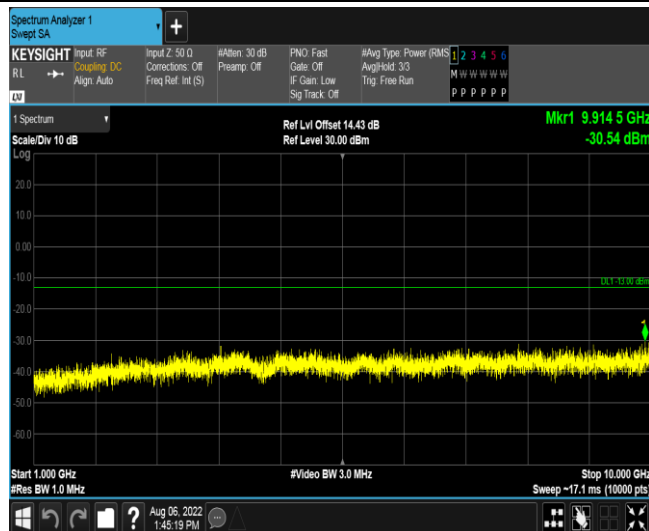 Spectrum Analyzer 1
Swept SA
KEYSIGHT
RL
LXI
Input: RF
Coupling: DC
Align: Auto
Input Z: 50 Ω
Corrections: Off
Freq Ref: Int (S)
#Atten: 30 dB
Preamp: Off
PNO: Fast
Gate: Off
IF Gain: Low
Sig Track: Off
#Avg Type: Power (RMS
Avg|Hold: 3/3
Trig: Free Run
1 2 3 4 5 6
M W W W W W
P P P P P P
1 Spectrum
Scale/Div 10 dB
Log
Ref Lvl Offset 14.43 dB
Ref Level 30.00 dBm
Mkr1 9.914 5 GHz
-30.54 dBm
20.0
10.0
0.00
-10.0
DL1 -13.00 dBm
-20.0
-30.0
-40.0
-50.0
-60.0
Start 1.000 GHz
#Res BW 1.0 MHz
#Video BW 3.0 MHz
Stop 10.000 GHz
Sweep ~17.1 ms (10000 pts)
?
Aug 06, 2022
1:45:19 PM